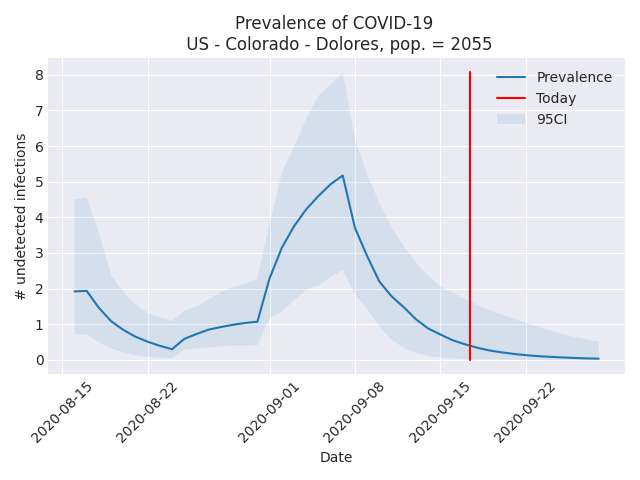 Prevalence of COVID-19
US - Colorado - Dolores, pop. = 2055
Prevalence
Today
95CI
# undetected infections
8
7
6
5
4
3
2
1
0
2020-08-15
2020-08-22
2020-09-01
2020-09-08
2020-09-15
2020-09-22
Date